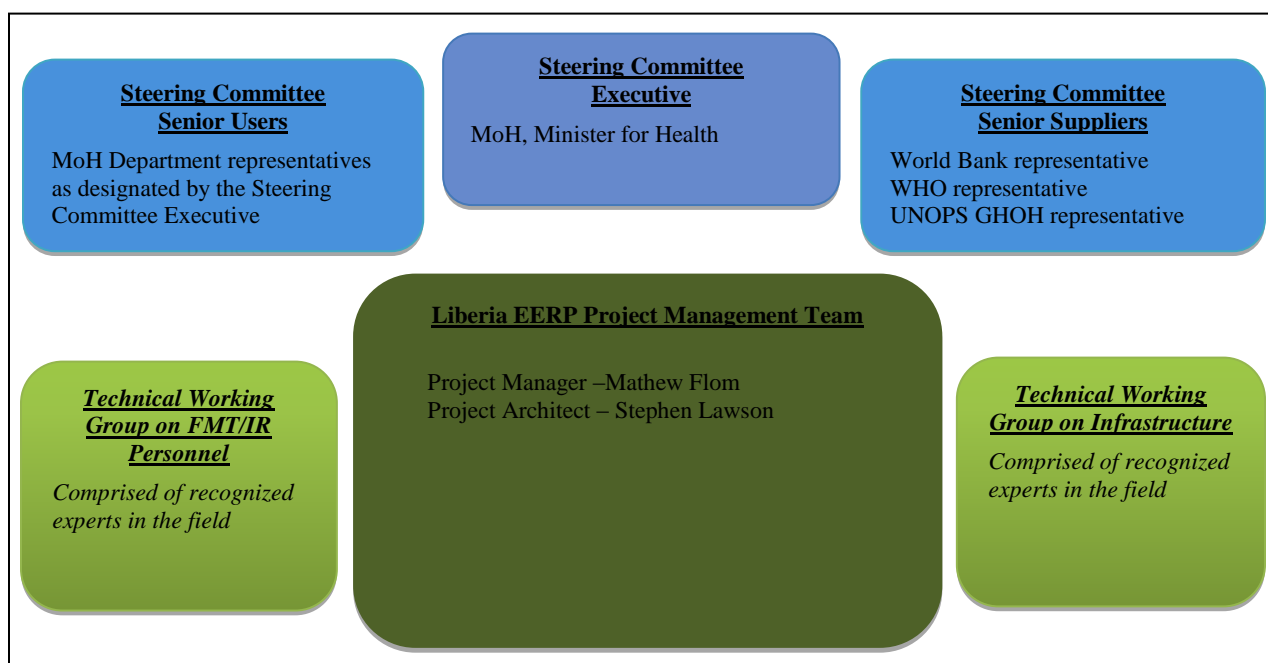 Steering Committee
Senior Users
MoH Department representatives
as designated by the Steering
Committee Executive
Steering Committee
Executive
MoH, Minister for Health
Steering Committee
Senior Suppliers
World Bank representative
WHO representative
UNOPS GHOH representative
Liberia EERP Project Management Team
Project Manager –Mathew Flom
Project Architect – Stephen Lawson
Technical Working
Group on FMT/IR
Personnel
Comprised of recognized
experts in the field
Technical Working
Group on Infrastructure
Comprised of recognized
experts in the field